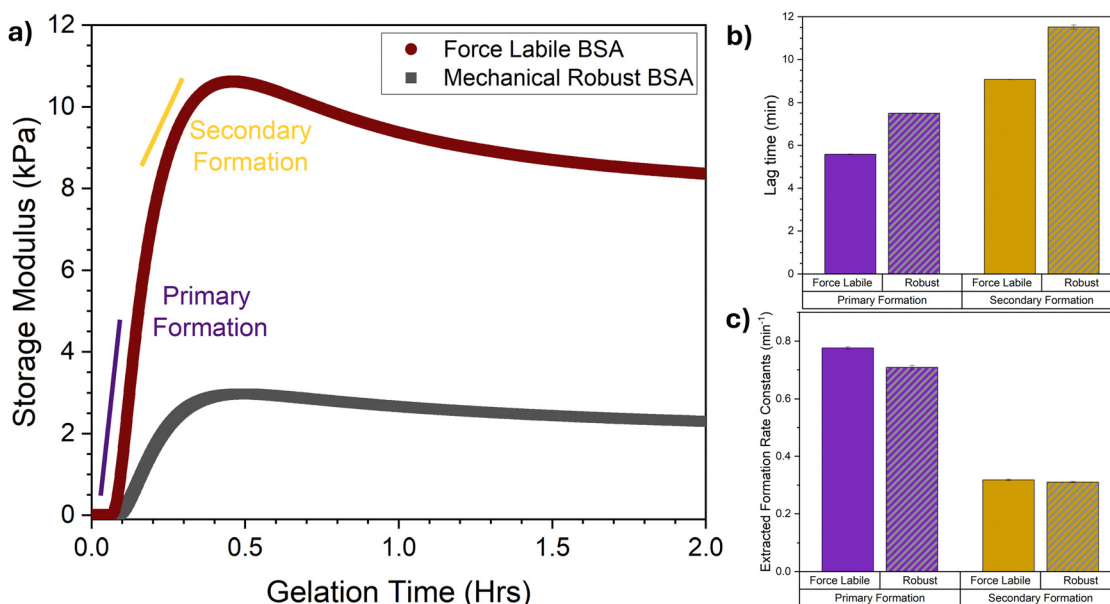 a)
Storage Modulus (kPa)
12
10
8
6
4
2
0
0.0
0.5
1.0
1.5
2.0
Gelation Time (Hrs)
Force Labile BSA
Mechanical Robust BSA
Secondary
Formation
Primary
Formation
b)
Lag time (min)
12
10
8
6
4
2
0
Force Labile
Robust
Force Labile
Robust
Primary Formation
Secondary Formation
c)
Extracted Formation Rate Constants (min⁻¹)
0.8
0.6
0.4
0.2
0.0
Force Labile
Robust
Force Labile
Robust
Primary Formation
Secondary Formation